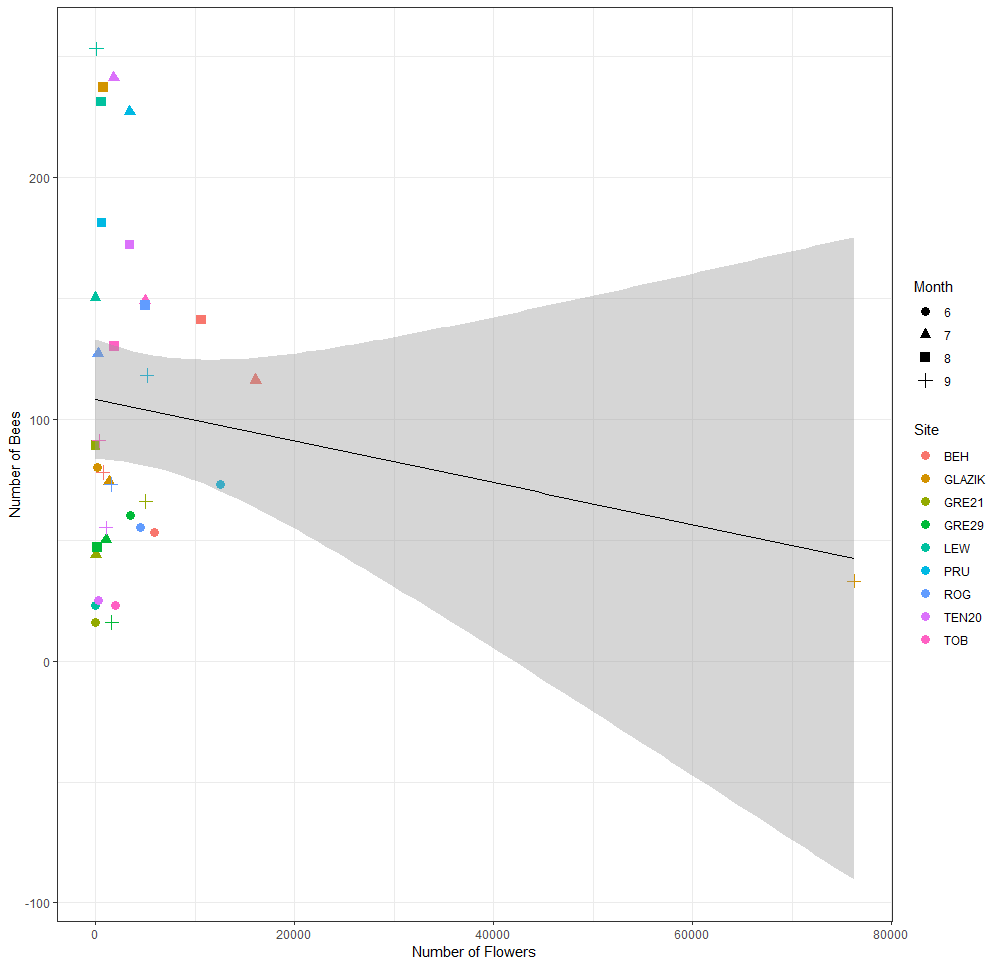 200
100
0
-100
Number of Bees
0
20000
40000
60000
80000
Number of Flowers
Month
6
7
8
9
Site
BEH
GLAZIK
GRE21
GRE29
LEW
PRU
ROG
TEN20
TOB